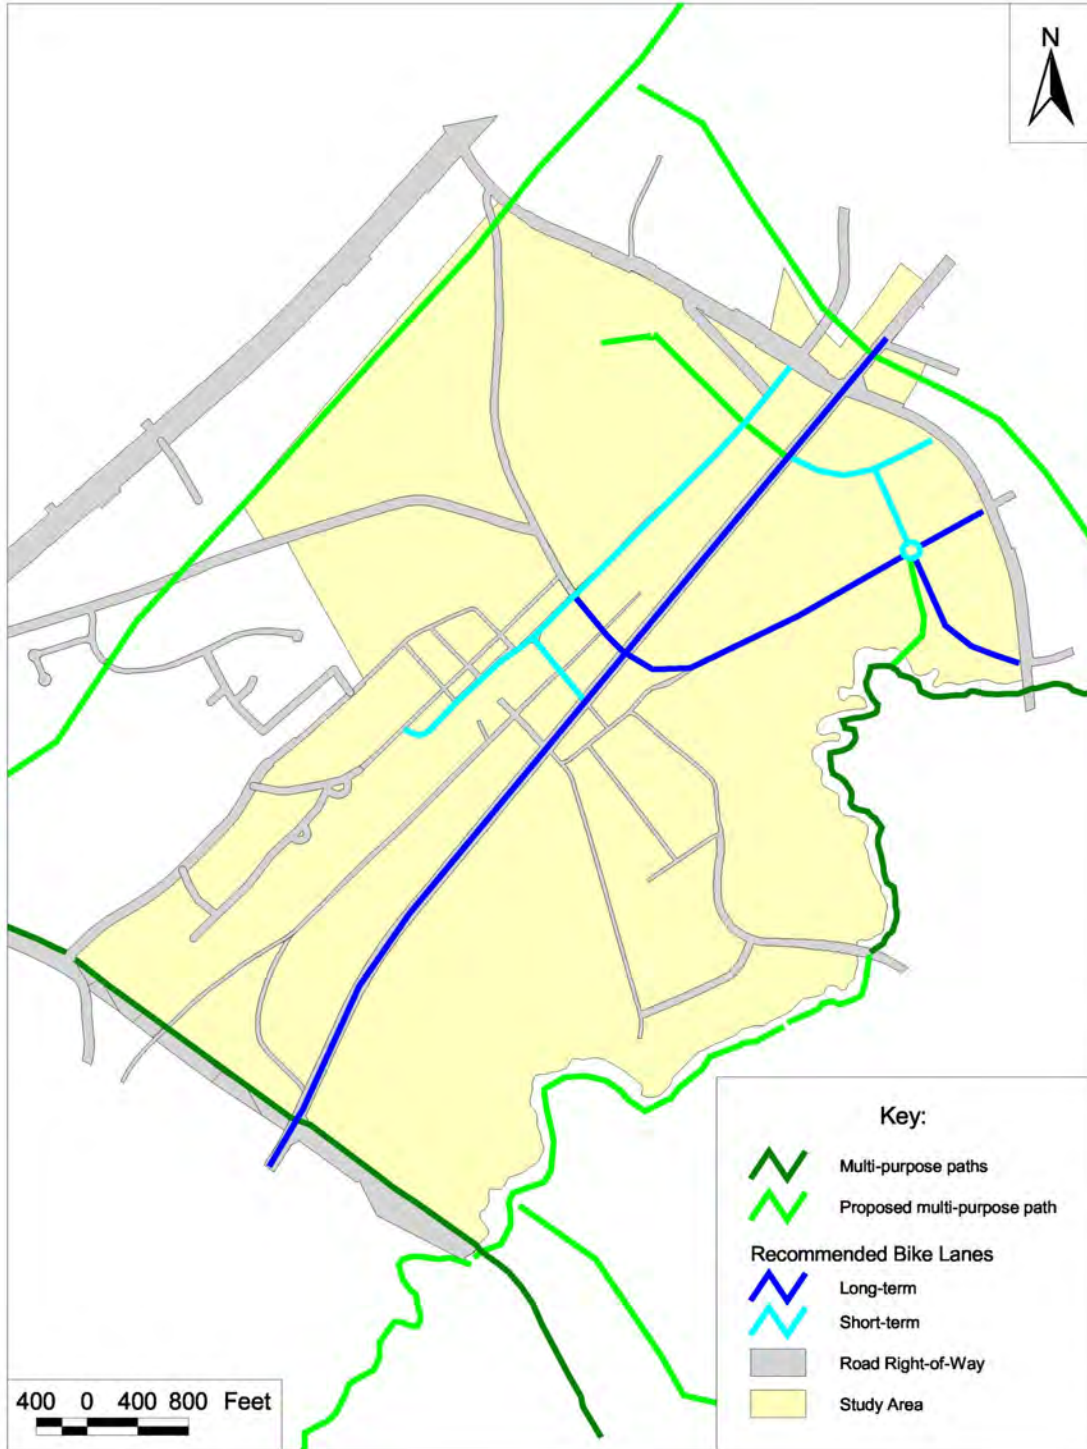 N
Key:
Multi-purpose paths
Proposed multi-purpose path
Recommended Bike Lanes
Long-term
Short-term
Road Right-of-Way
Study Area
400 0 400 800 Feet